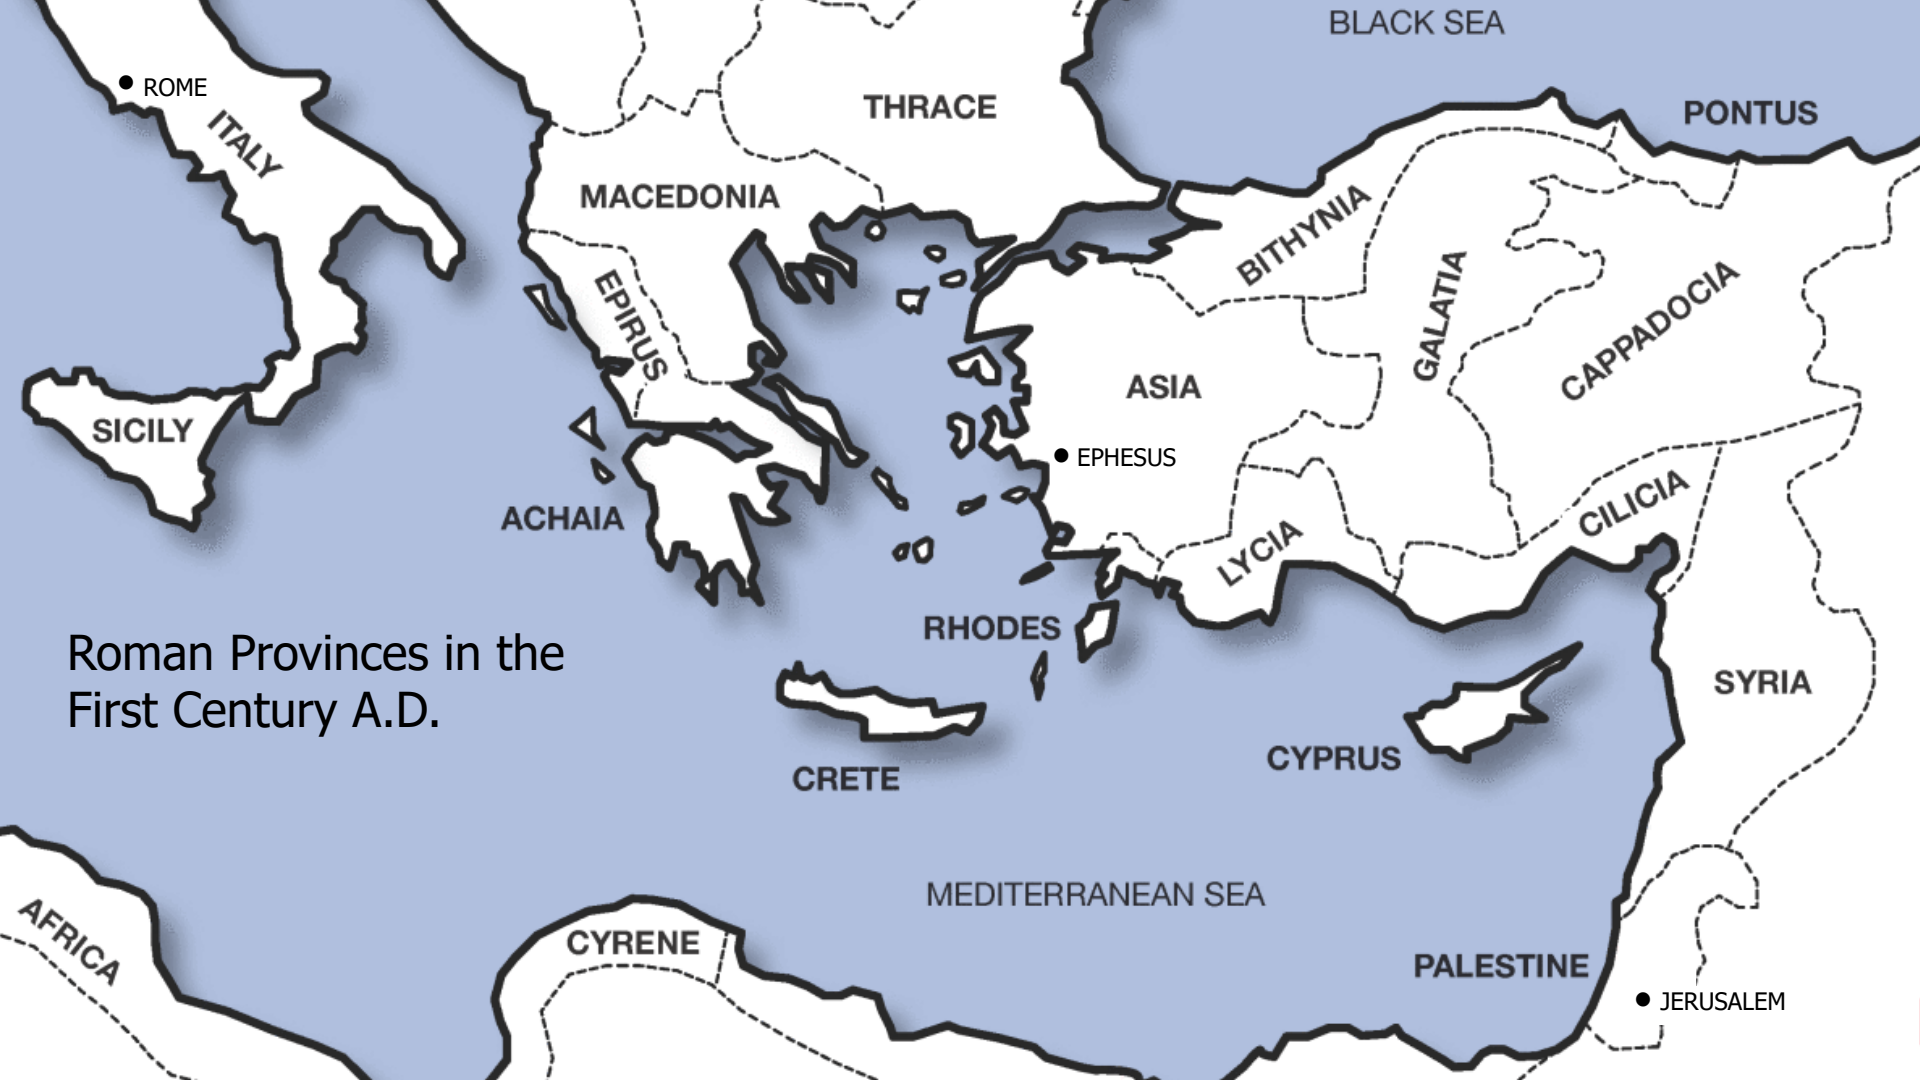 BLACK SEA
ROME
ITALY
THRACE
PONTUS
MACEDONIA
BITHYNIA
EPIRUS
GALATIA
CAPPADOCIA
ASIA
SICILY
EPHESUS
ACHAIA
CILICIA
LYCIA
RHODES
Roman Provinces in the
First Century A.D.
SYRIA
CYPRUS
CRETE
MEDITERRANEAN SEA
AFRICA
CYRENE
PALESTINE
JERUSALEM